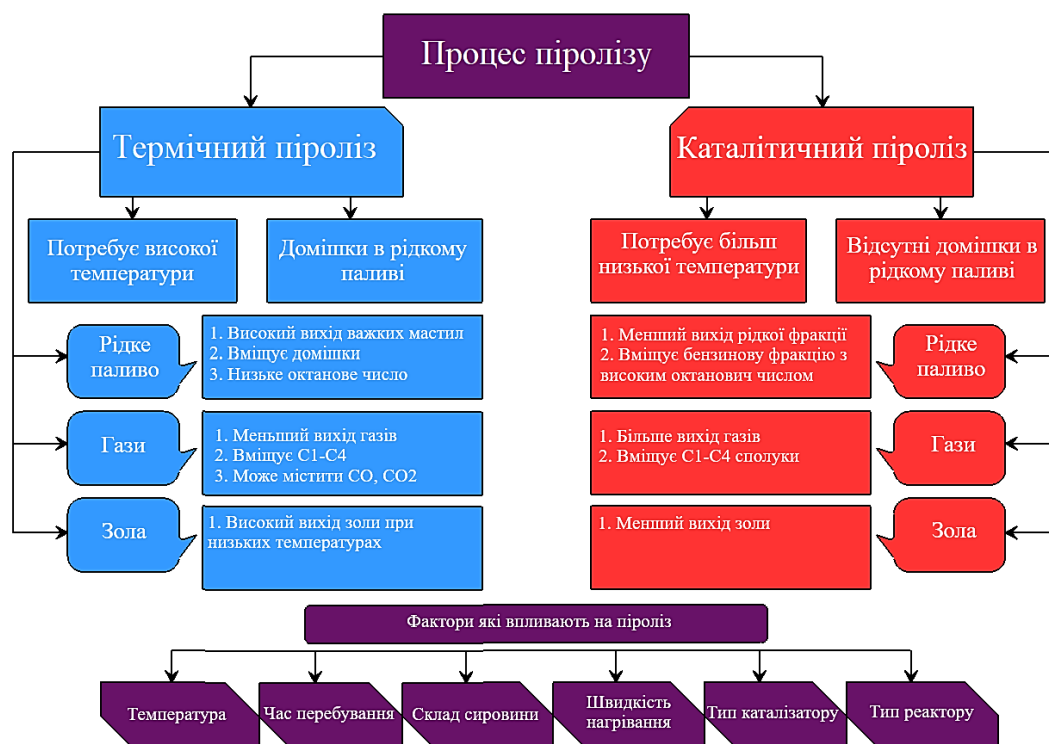 Процес піролізу
Термічний піроліз
Каталітичний піроліз
Потребує високої
температури
Домішки в рідкому
паливі
Потребує більш
низької температури
Відсутні домішки в
рідкому паливі
Рідке
паливо
1. Високий вихід важких мастил
2. Вміщує домішки
3. Низьке октанове число
1. Менший вихід рідкої фракції
2. Вміщує бензинову фракцію з
високим октанович числом
Рідке
паливо
Гази
1. Меньший вихід газів
2. Вміщує С1-С4
3. Може містити СО, СО2
1. Більше вихід газів
2. Вміщує С1-С4 сполуки
Гази
Зола
1. Високий вихід золи при
низьких температурах
1. Менший вихід золи
Зола
Фактори які впливають на піроліз
Температура
Час перебування
Склад сировини
Швидкість
нагрівання
Тип каталізатору
Тип реактору